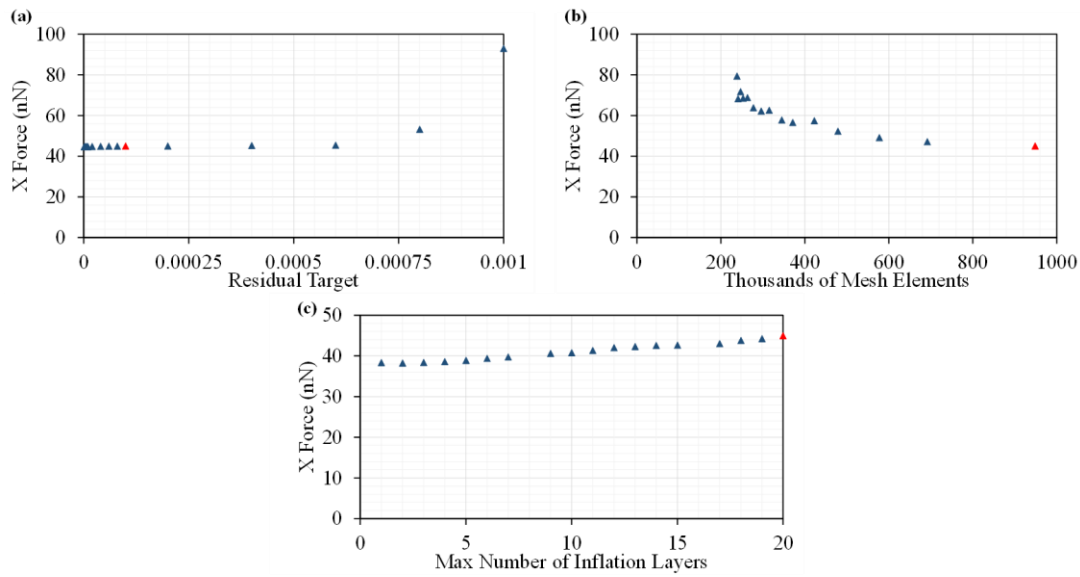 (a)
100
80
60
40
20
0
X Force (nN)
0 0.00025 0.0005 0.00075 0.001
Residual Target
(b)
100
80
60
40
20
0
X Force (nN)
0 200 400 600 800 1000
Thousands of Mesh Elements
(c)
50
40
30
20
10
0
X Force (nN)
0 5 10 15 20
Max Number of Inflation Layers